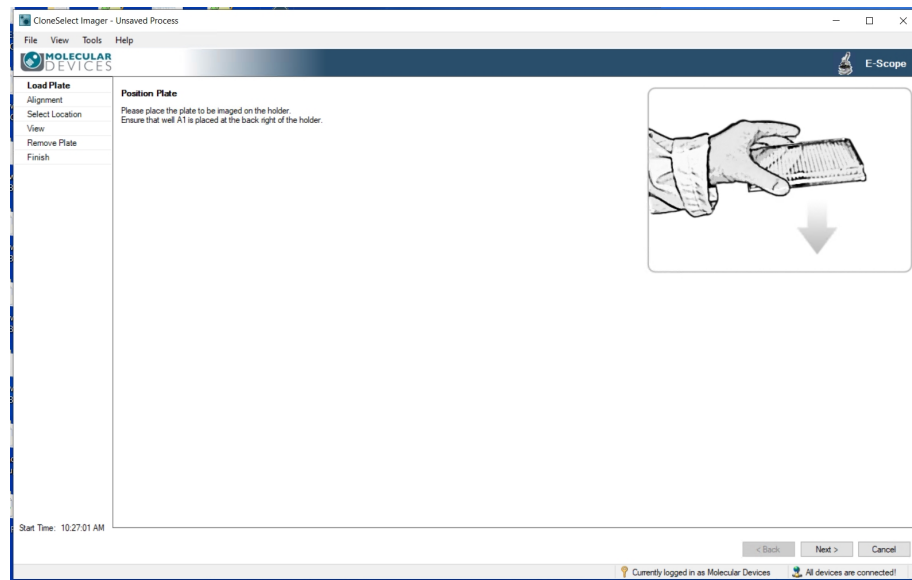 CloneSelect Imager - Unsaved Process
File View Tools Help
MOLECULAR
DEVICES
E-Scope
Load Plate
Alignment
Select Location
View
Remove Plate
Finish
Position Plate
Please place the plate to be imaged on the holder.
Ensure that well A1 is placed at the back right of the holder.
Start Time: 10:27:01 AM
< Back Next > Cancel
Currently logged in as Molecular Devices All devices are connected!